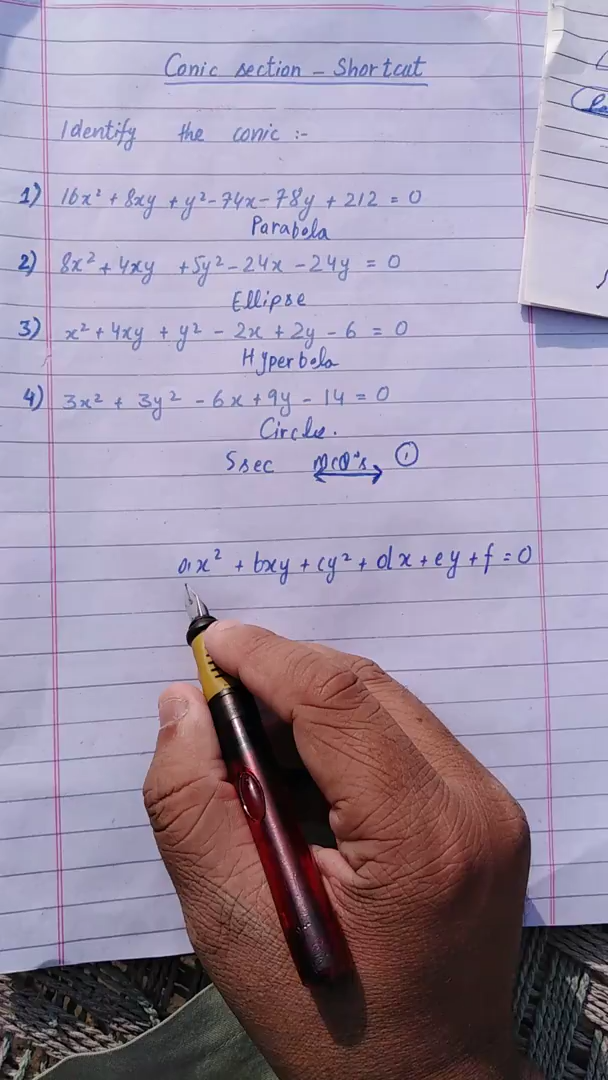 Conic section - Shortcut
Identify the conic :-
1) 16x² + 8xy + y² - 74x - 78y + 212 = 0
Parabola
2) 8x² + 4xy + 5y² - 24x - 24y = 0
Ellipse
3) x² + 4xy + y² - 2x + 2y - 6 = 0
Hyperbola
4) 3x² + 3y² - 6x + 9y - 14 = 0
Circle.
5sec MCQ's 1
ax² + bxy + cy² + dx + ey + f = 0